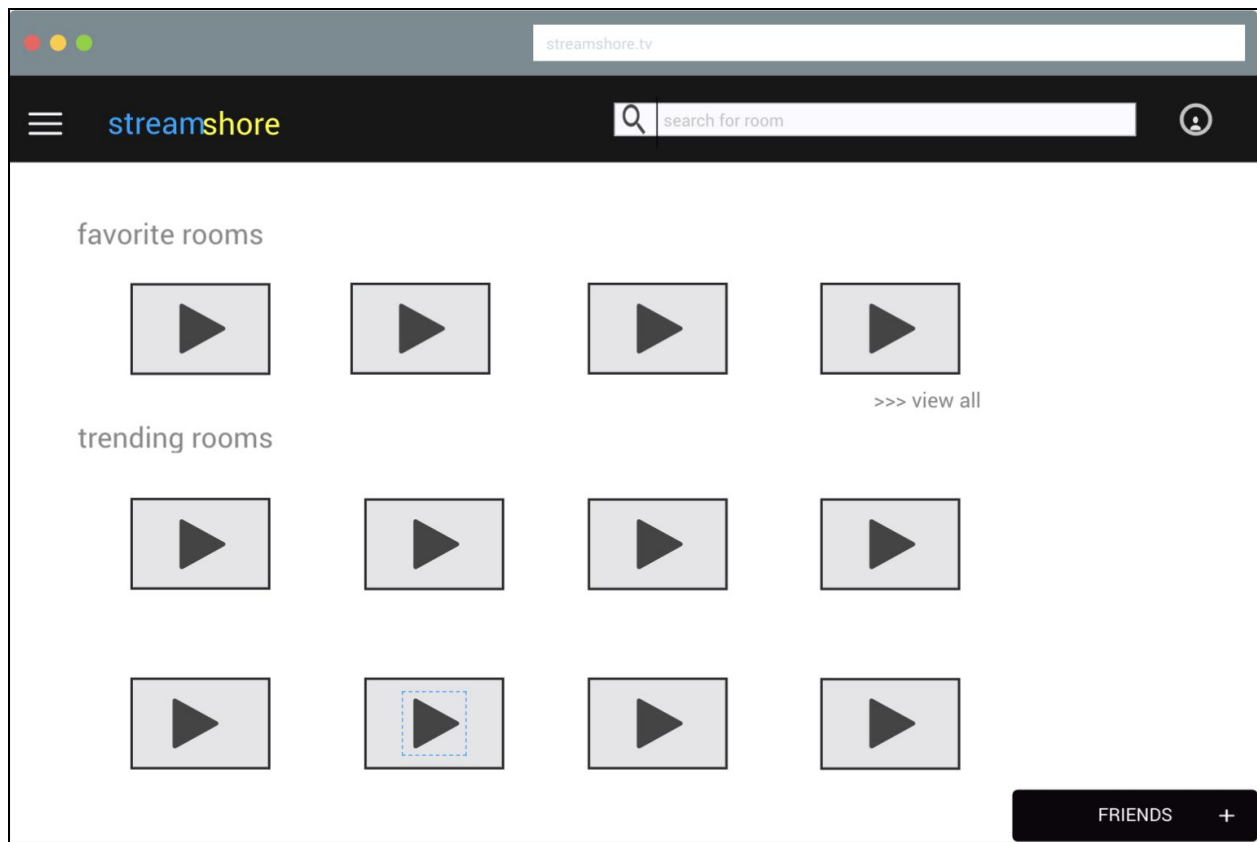 streamshore.tv
streamshore
search for room
favorite rooms
>>> view all
trending rooms
FRIENDS +